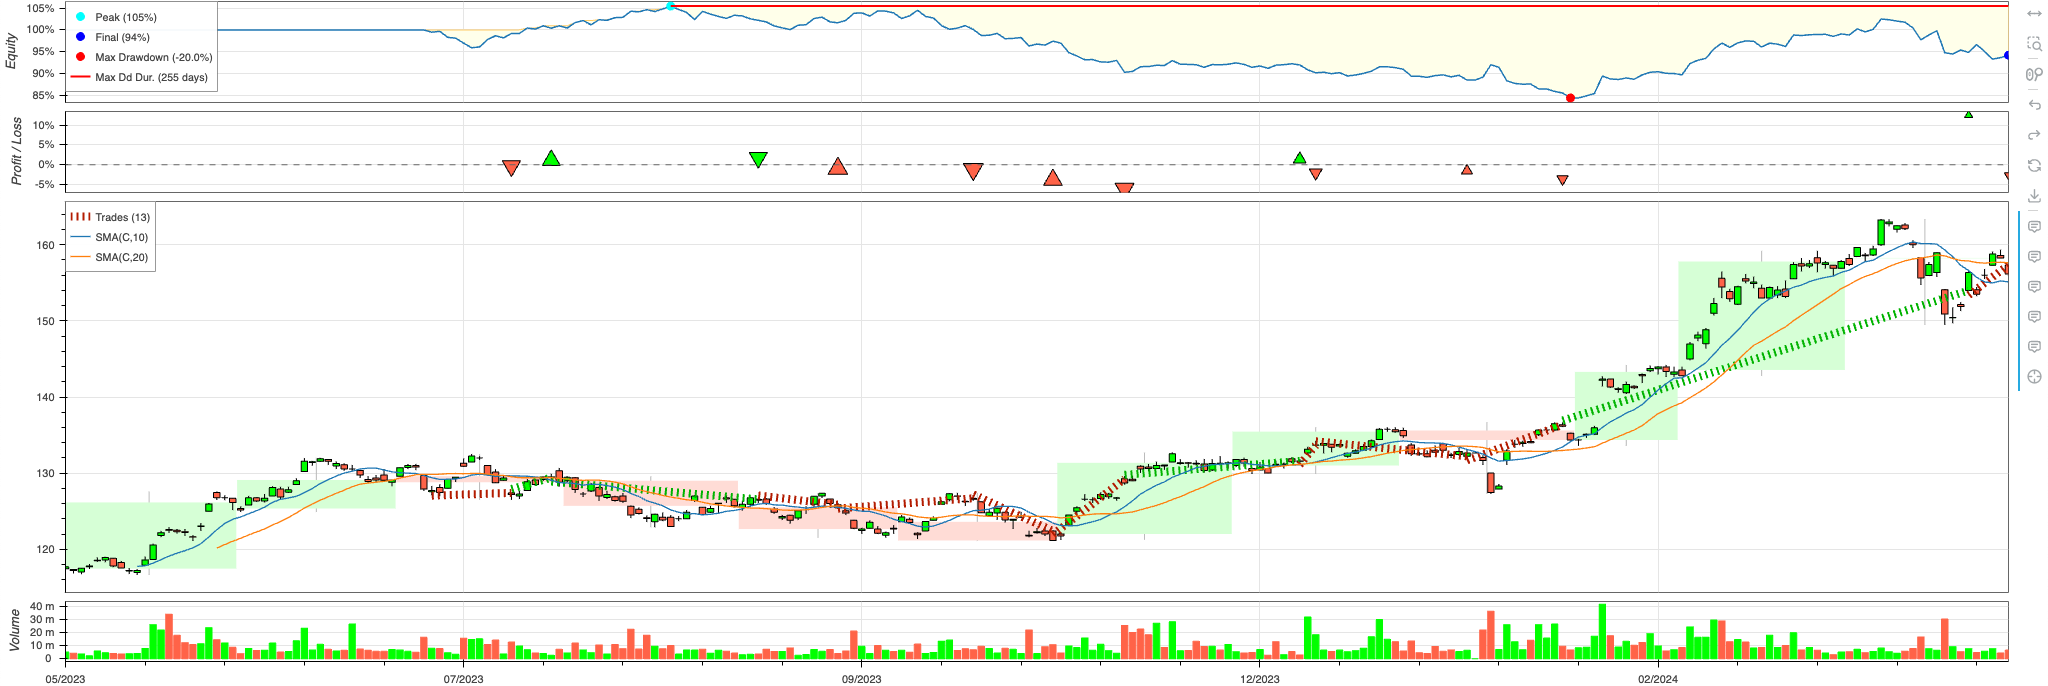 Equity
105%
100%
95%
90%
85%
Peak (105%)
Final (94%)
Max Drawdown (-20.0%)
Max Dd Dur. (255 days)
Profit / Loss
10%
5%
0%
-5%
Trades (13)
SMA(C,10)
SMA(C,20)
160
150
140
130
120
Volume
40 m
30 m
20 m
10 m
0
05/2023
07/2023
09/2023
12/2023
02/2024